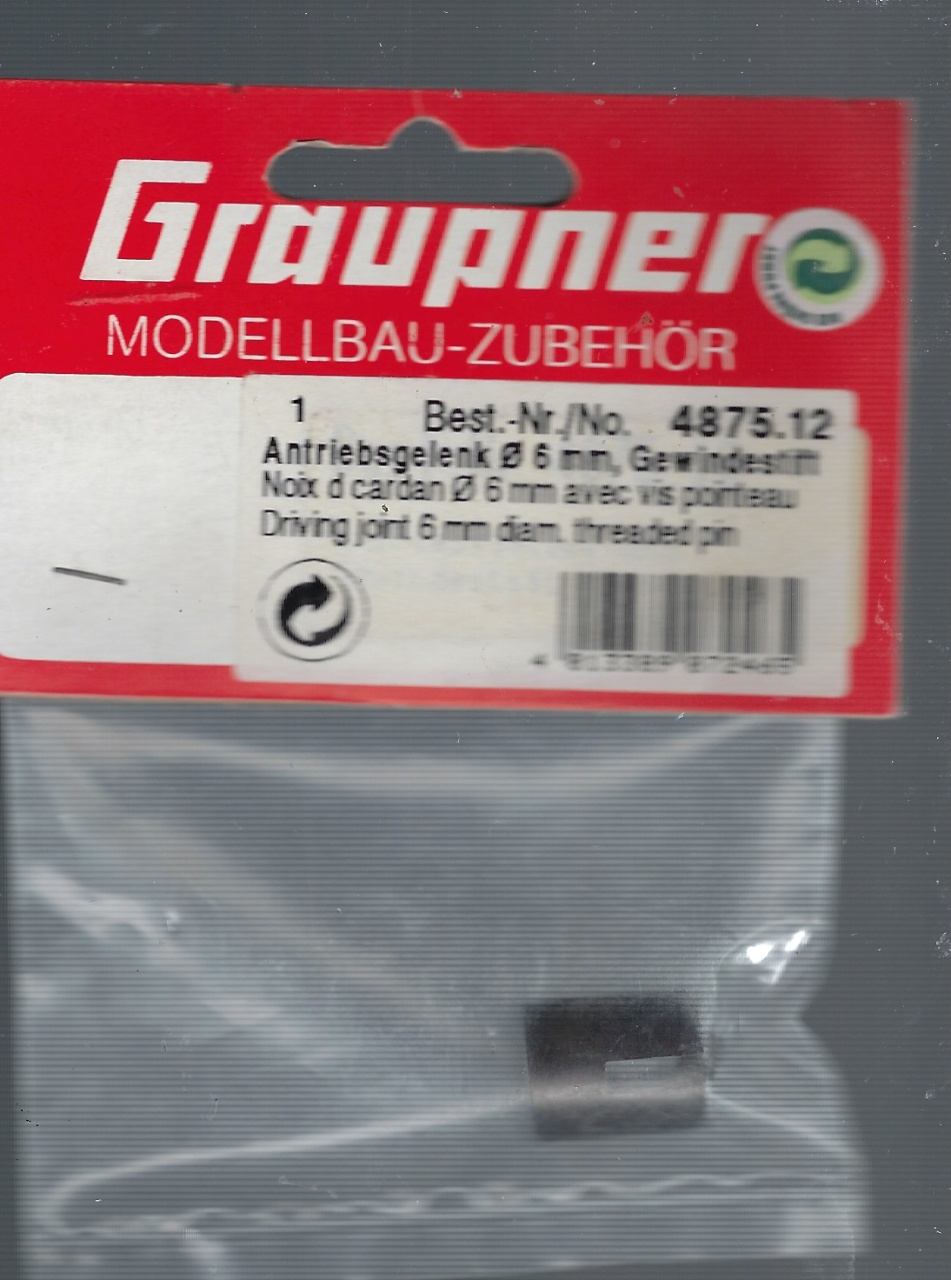 Graupner
MODELLBAU-ZUBEHÖR
1 Best.-Nr./No. 4875.12
Antriebsgelenk Ø 6 mm, Gewindestift
Noix d cardan Ø 6 mm avec vis pointeau
Driving joint 6 mm diam. threaded pin